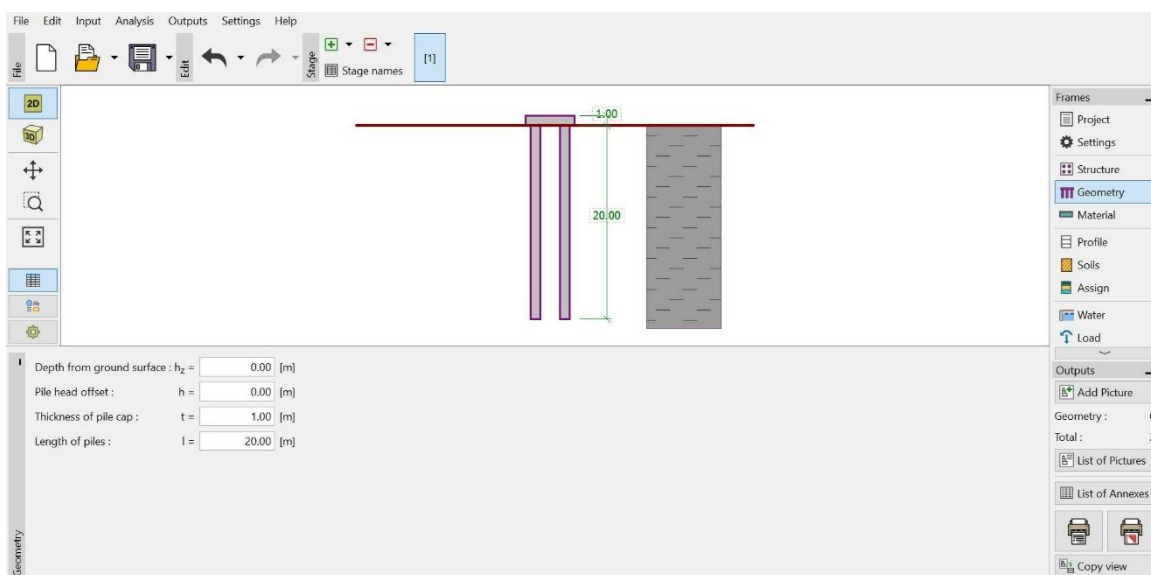 File Edit Input Analysis Outputs Settings Help
File
Edit
Stage
Stage names
[1]
2D
3D
1.00
20.00
Frames
Project
Settings
Structure
Geometry
Material
Profile
Soils
Assign
Water
Load
Outputs
Add Picture
Geometry :
Total :
List of Pictures
List of Annexes
Copy view
Geometry
Depth from ground surface : hz = 0.00 [m]
Pile head offset : h = 0.00 [m]
Thickness of pile cap : t = 1.00 [m]
Length of piles : l = 20.00 [m]